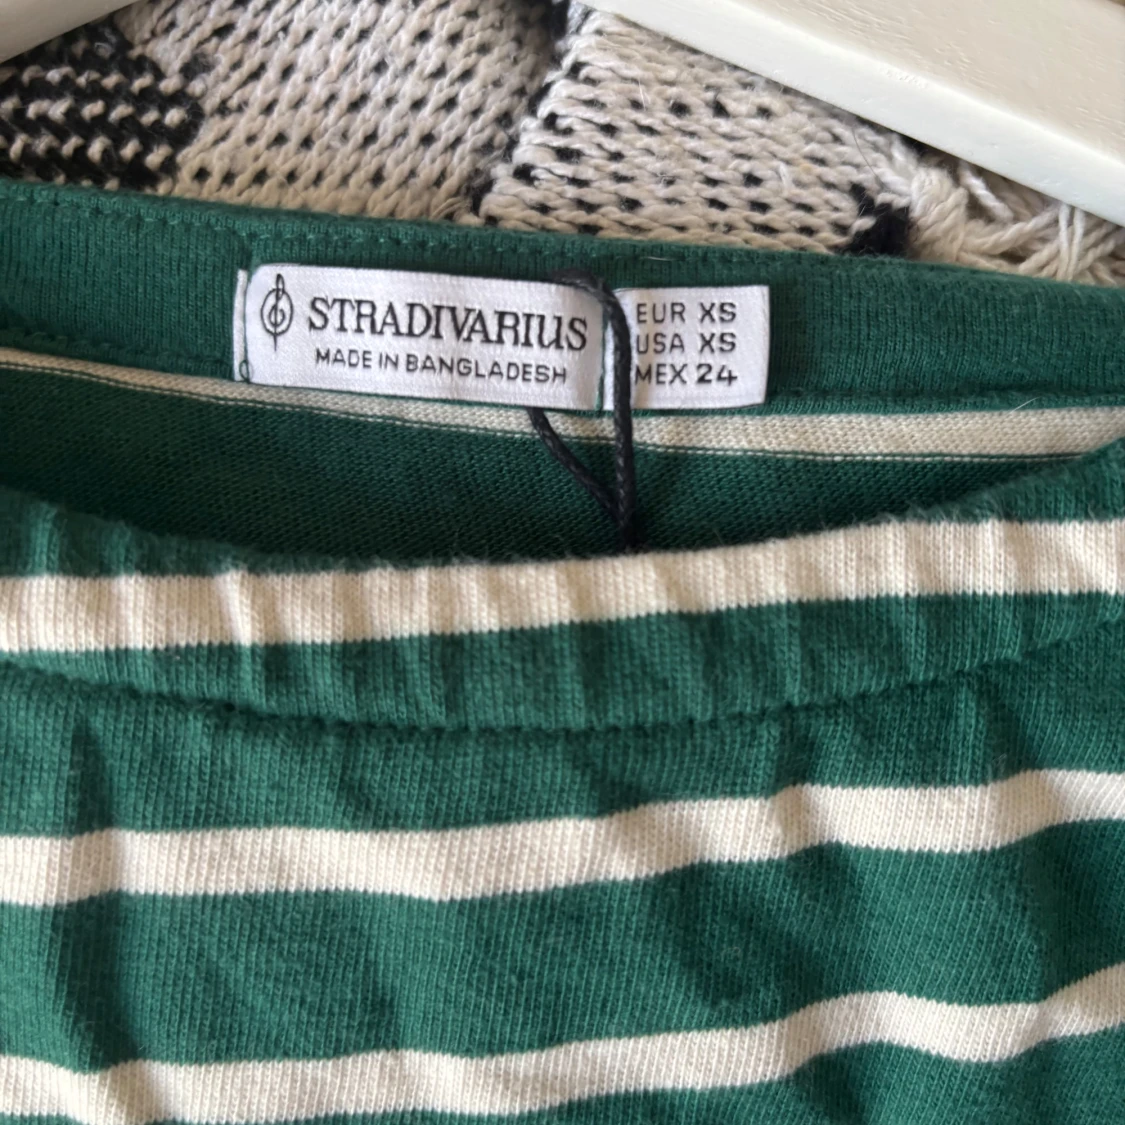 STRADIVARIUS
MADE IN BANGLADESH
EUR XS
USA XS
MEX 24